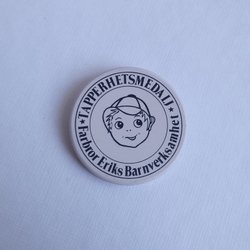 TAPPERHETSMEDALJ
Farbror Eriks Barnverksamhet